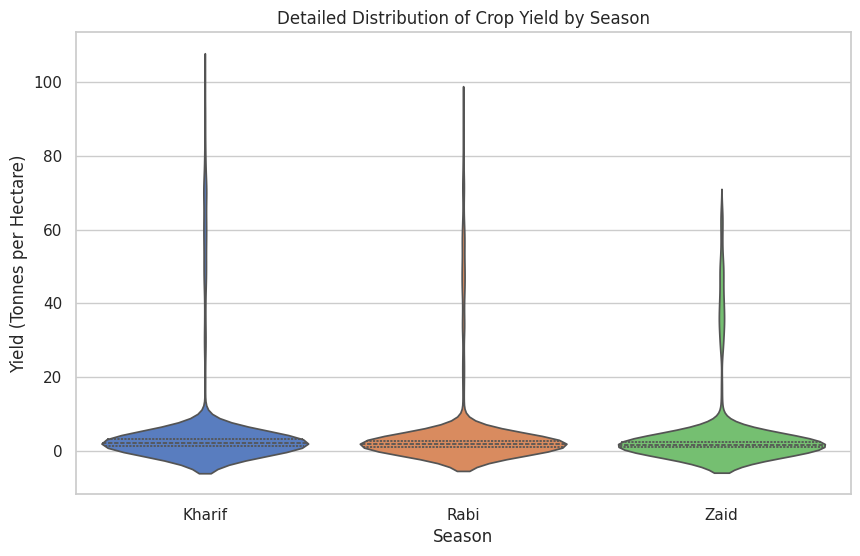 Detailed Distribution of Crop Yield by Season
Yield (Tonnes per Hectare)
100
80
60
40
20
0
Kharif
Rabi
Zaid
Season